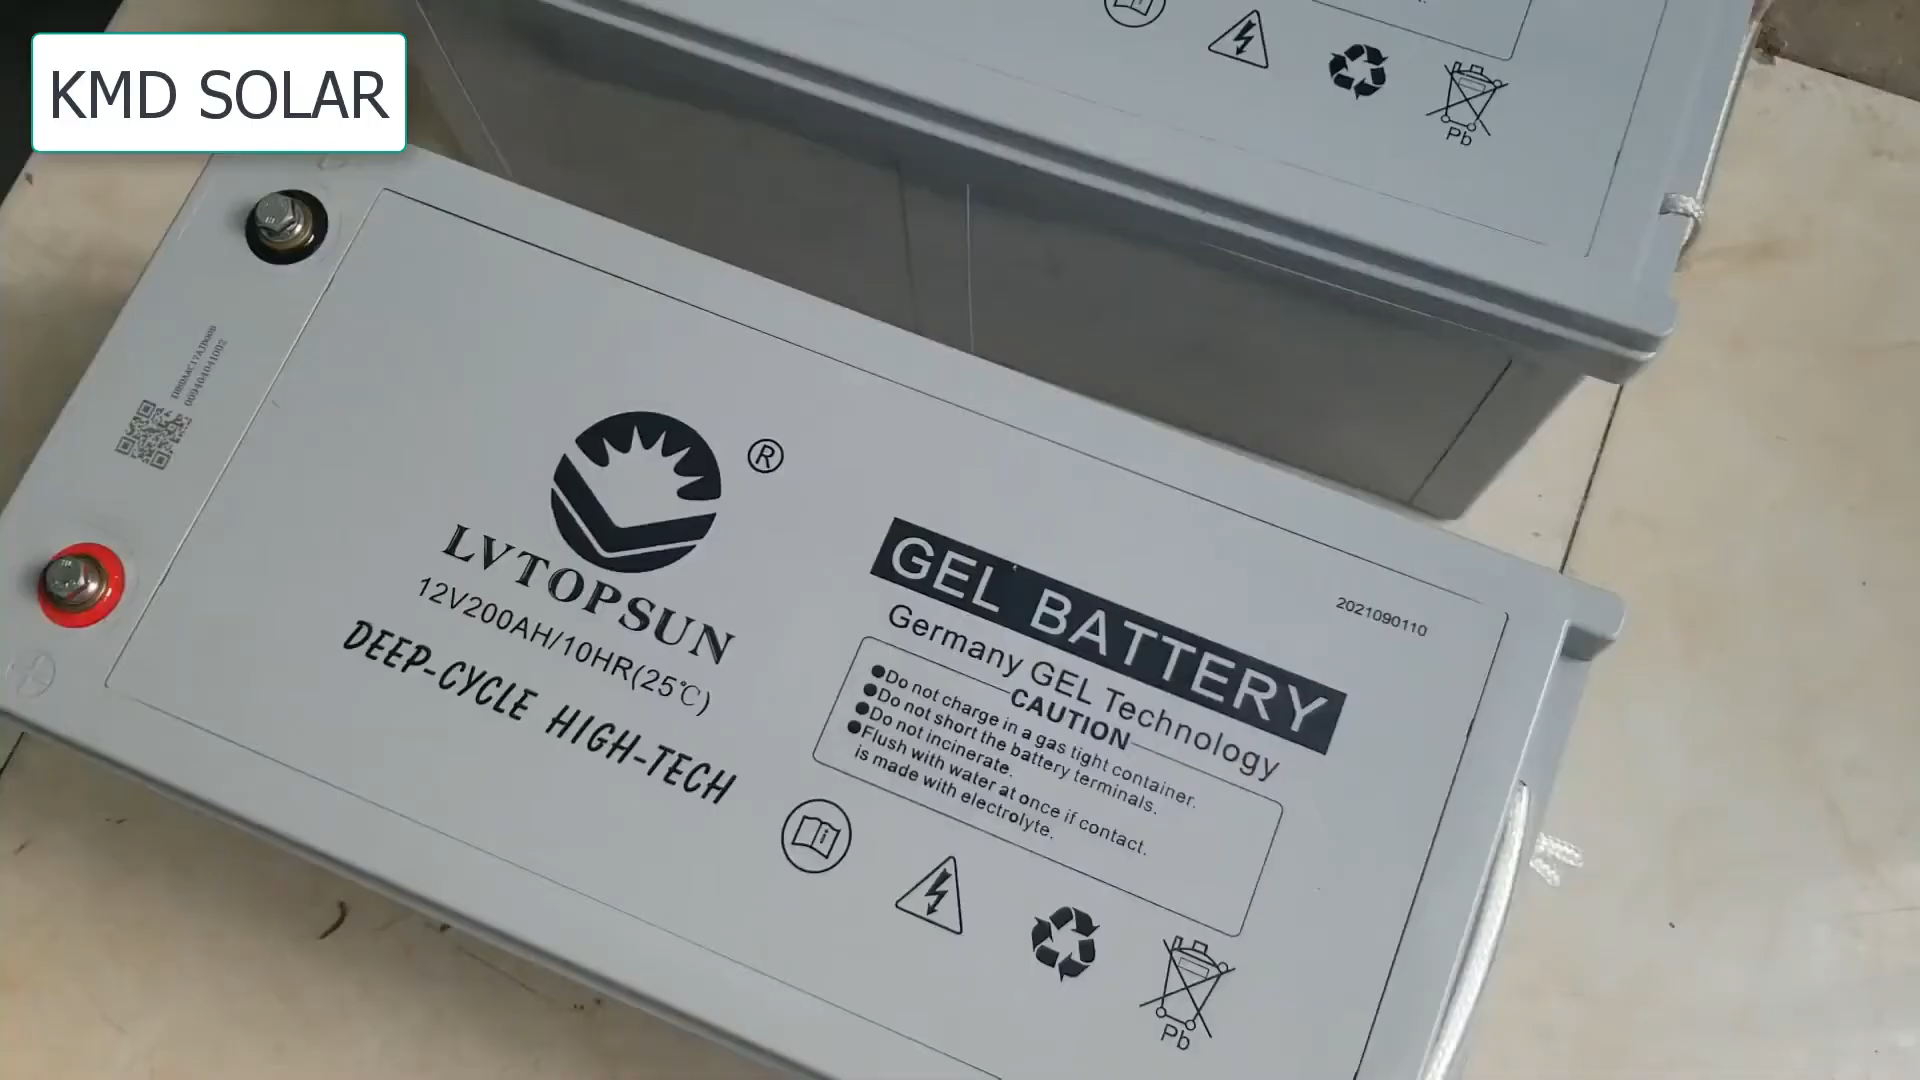 KMD SOLAR
Pb
®
LVTOPSUN
12V200AH/10HR(25℃)
DEEP-CYCLE HIGH-TECH
GEL BATTERY
Germany GEL Technology
CAUTION
●Do not charge in a gas tight container.
●Do not short the battery terminals.
●Do not incinerate.
●Flush with water at once if contact.
is made with electrolyte.
2021090110
Pb